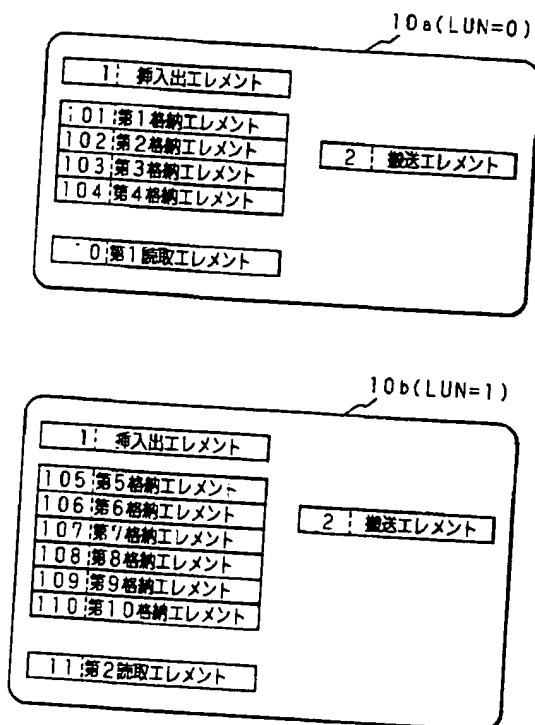 10a(LUN=0)
1 挿入出エレメント
101 第1格納エレメント
102 第2格納エレメント
103 第3格納エレメント
104 第4格納エレメント
2 搬送エレメント
0 第1読取エレメント
10b(LUN=1)
1 挿入出エレメント
105 第5格納エレメント
106 第6格納エレメント
107 第7格納エレメント
108 第8格納エレメント
109 第9格納エレメント
110 第10格納エレメント
2 搬送エレメント
11 第2読取エレメント